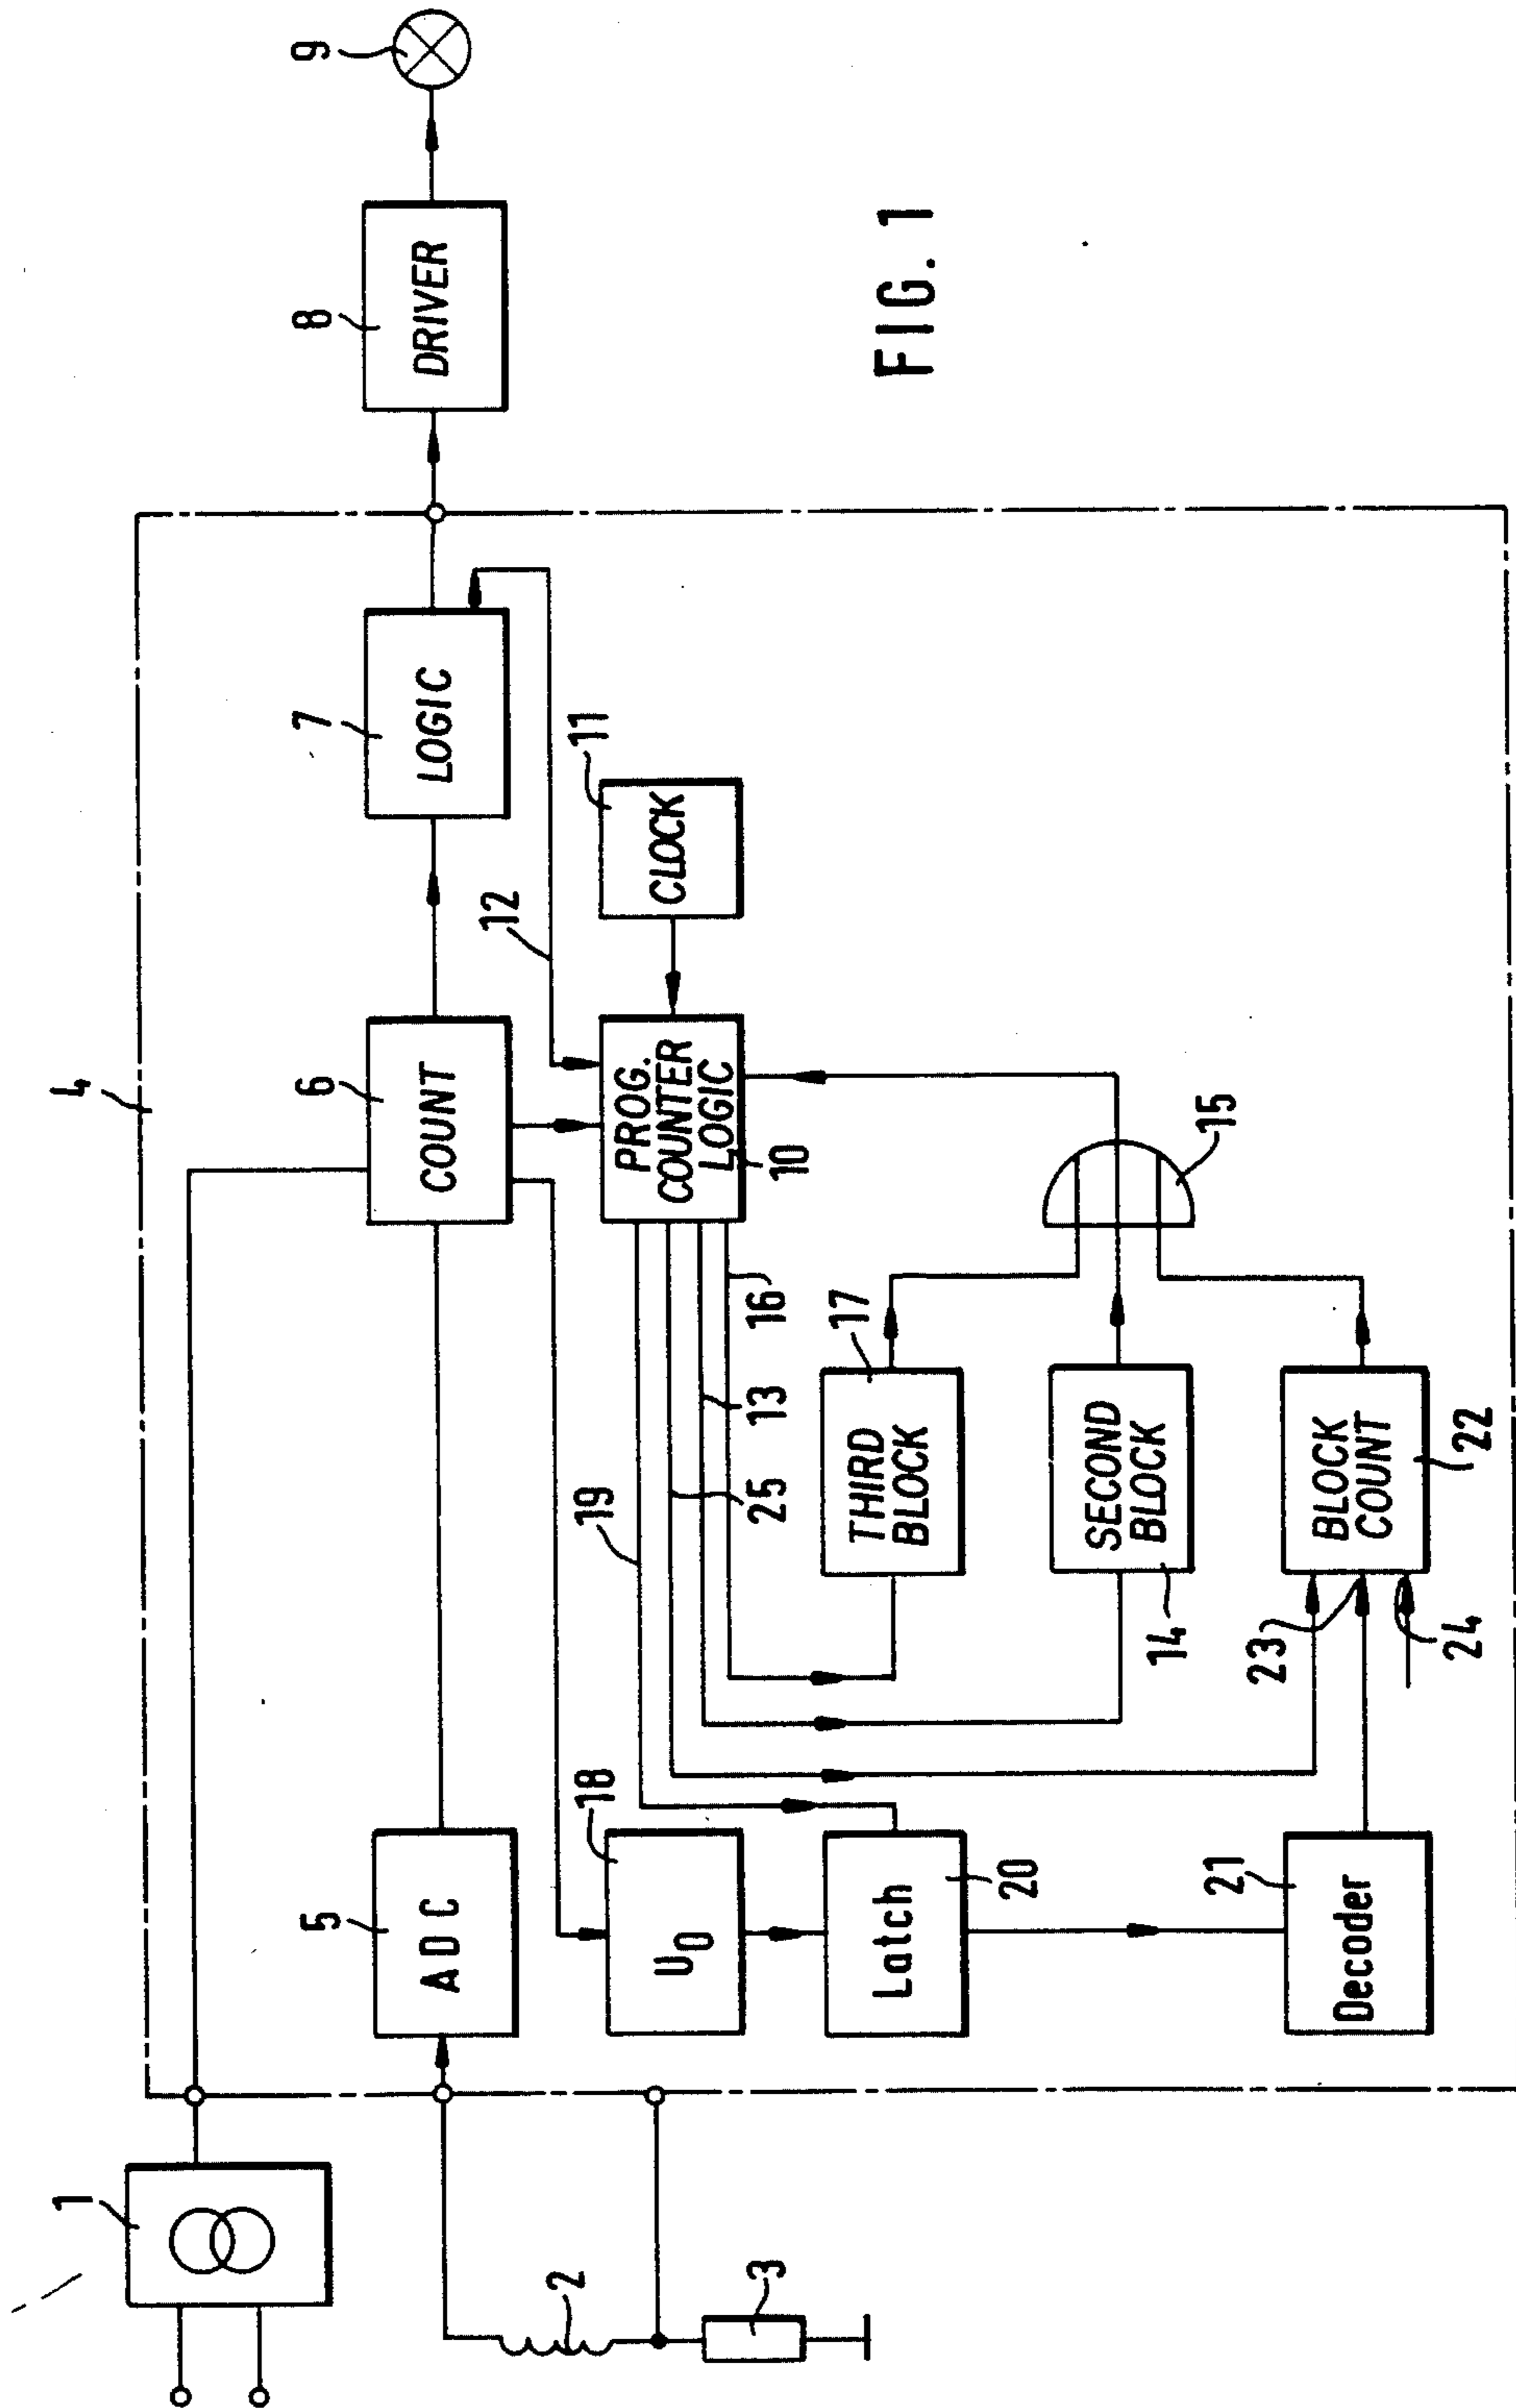 1
2
3
4
5
ADC
6
COUNT
7
LOGIC
8
DRIVER
9
12
11
CLOCK
PROG.
COUNTER
LOGIC
10
18
U0
19
25
13
16
20
Latch
17
THIRD
BLOCK
15
14
SECOND
BLOCK
21
Decoder
23
24
BLOCK
COUNT
22
FIG. 1